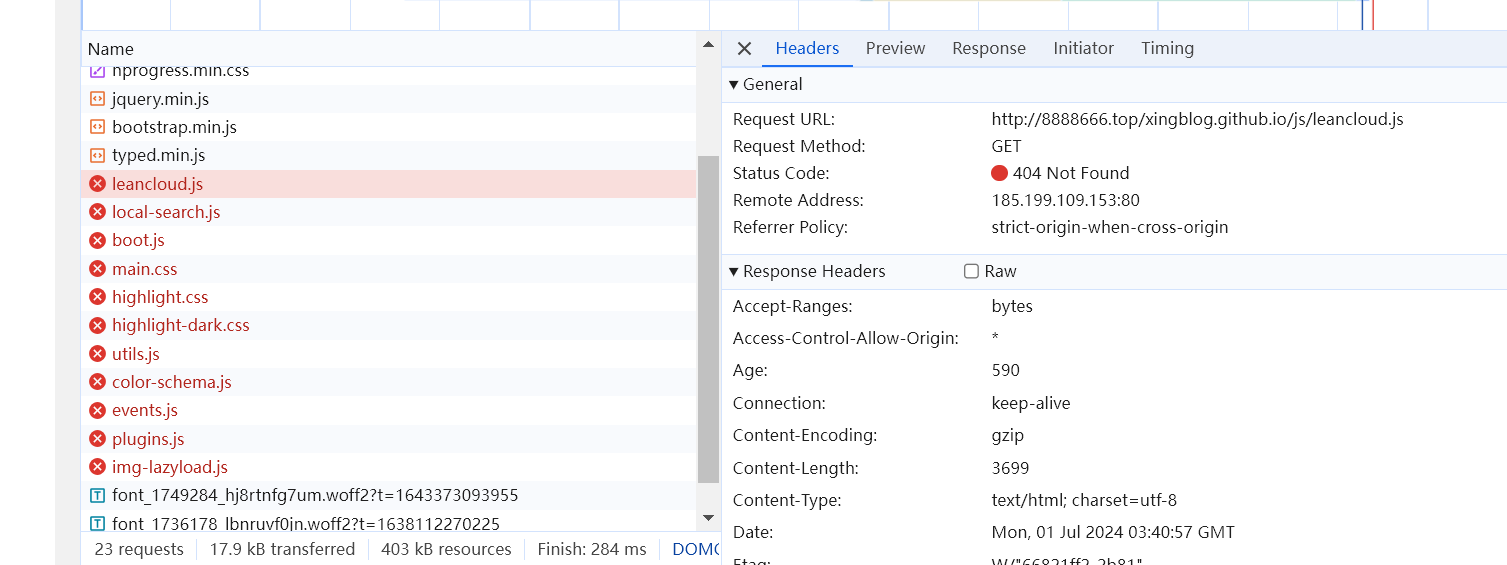 Name
nprogress.min.css
jquery.min.js
bootstrap.min.js
typed.min.js
leancloud.js
local-search.js
boot.js
main.css
highlight.css
highlight-dark.css
utils.js
color-schema.js
events.js
plugins.js
img-lazyload.js
font_1749284_hj8rtnfg7um.woff2?t=1643373093955
font_1736178_lbnruvf0jn.woff2?t=1638112270225
23 requests 17.9 kB transferred 403 kB resources Finish: 284 ms DOMC
Headers Preview Response Initiator Timing
General
Request URL: http://8888666.top/xingblog.github.io/js/leancloud.js
Request Method: GET
Status Code: 404 Not Found
Remote Address: 185.199.109.153:80
Referrer Policy: strict-origin-when-cross-origin
Response Headers Raw
Accept-Ranges: bytes
Access-Control-Allow-Origin: *
Age: 590
Connection: keep-alive
Content-Encoding: gzip
Content-Length: 3699
Content-Type: text/html; charset=utf-8
Date: Mon, 01 Jul 2024 03:40:57 GMT
Etag: W/"66821ff2-2b81"